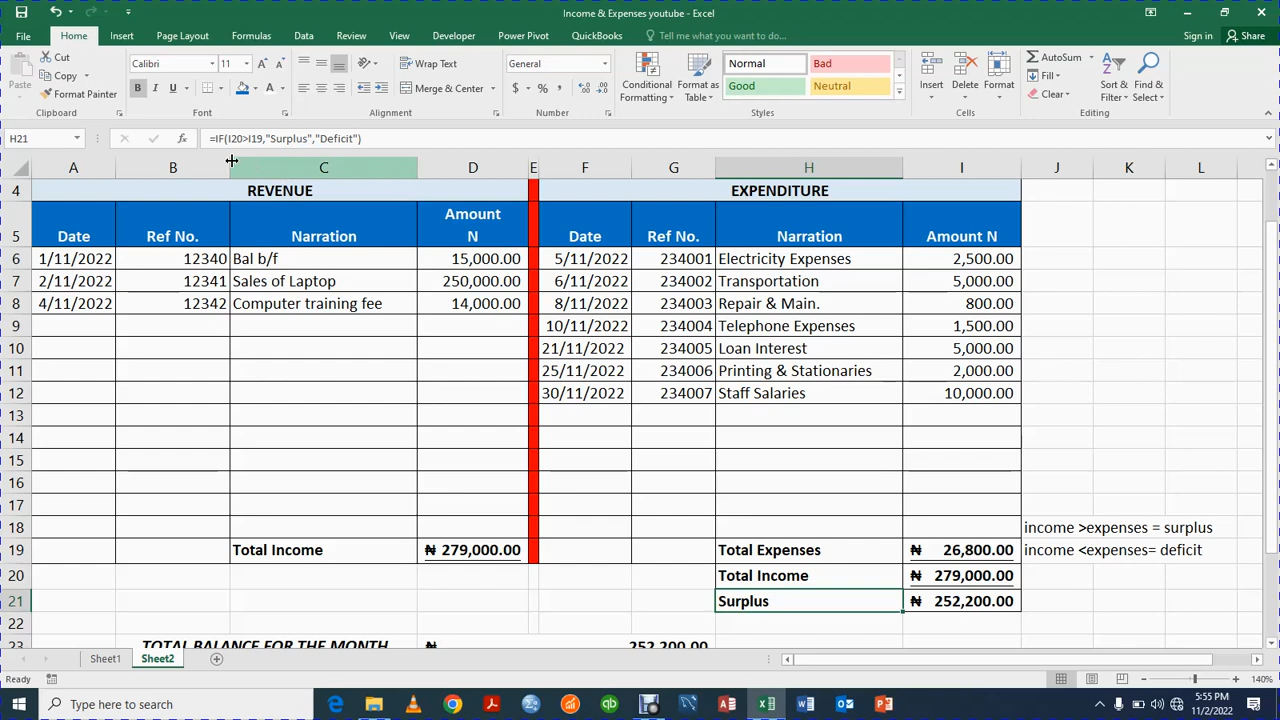 Income & Expenses youtube - Excel
File Home Insert Page Layout Formulas Data Review View Developer Power Pivot QuickBooks Tell me what you want to do... Sign in Share
Cut
Copy
Format Painter
Paste
Clipboard
Calibri 11
B I U A
Font
Wrap Text
Merge & Center
Alignment
General
$ % ,
Number
Conditional Formatting
Format as Table
Normal Bad
Good Neutral
Styles
Insert Delete Format
Cells
AutoSum
Fill
Clear
Sort & Filter
Find & Select
Editing
H21 fx =IF(I20>I19,"Surplus","Deficit")
A B C D E F G H I J K L
4 REVENUE EXPENDITURE
5 Date Ref No. Narration Amount N Date Ref No. Narration Amount N
6 1/11/2022 12340 Bal b/f 15,000.00 5/11/2022 234001 Electricity Expenses 2,500.00
7 2/11/2022 12341 Sales of Laptop 250,000.00 6/11/2022 234002 Transportation 5,000.00
8 4/11/2022 12342 Computer training fee 14,000.00 8/11/2022 234003 Repair & Main. 800.00
9 10/11/2022 234004 Telephone Expenses 1,500.00
10 21/11/2022 234005 Loan Interest 5,000.00
11 25/11/2022 234006 Printing & Stationaries 2,000.00
12 30/11/2022 234007 Staff Salaries 10,000.00
13
14
15
16
17
18 income >expenses = surplus
19 Total Income ₦ 279,000.00 Total Expenses ₦ 26,800.00 income <expenses= deficit
20 Total Income ₦ 279,000.00
21 Surplus ₦ 252,200.00
22
23 TOTAL BALANCE FOR THE MONTH ₦ 252,200.00
Sheet1 Sheet2
Ready 140%
Type here to search
5:55 PM
11/2/2022